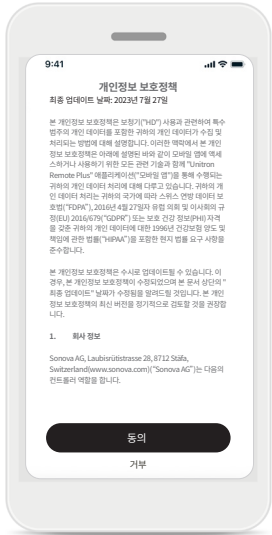 9:41
개인정보 보호정책
최종 업데이트 날짜: 2023년 7월 27일
본 개인정보 보호정책은 보청기("HD") 사용과 관련하여 특수
범주의 개인 데이터를 포함한 귀하의 개인 데이터가 수집 및
처리되는 방법에 대해 설명합니다. 이러한 맥락에서 본 개인
정보 보호정책은 아래에 설명된 바와 같이 모바일 앱에 액세
스하거나 사용하기 위한 모든 관련 기술과 함께 "Unitron
Remote Plus" 애플리케이션("모바일 앱")을 통해 수행되는
귀하의 개인 데이터 처리에 대해 다루고 있습니다. 귀하의 개
인 데이터 처리는 귀하의 국가에 따라 스위스 연방 데이터 보
호법("FDPA"), 2016년 4월 27일자 유럽 의회 및 이사회의 규
정(EU) 2016/679("GDPR") 또는 보호 건강 정보(PHI) 자격
을 갖춘 귀하의 개인 데이터에 대한 1996년 건강보험 양도 및
책임에 관한 법률("HIPAA")을 포함한 현지 법률 요구 사항을
준수합니다.
본 개인정보 보호정책은 수시로 업데이트될 수 있습니다. 이
경우, 본 개인정보 보호정책이 수정되었으며 본 문서 상단의 "
최종 업데이트" 날짜가 수정됨을 알려드릴 것입니다. 본 개인
정보 보호정책의 최신 버전을 정기적으로 검토할 것을 권장합
니다.
1. 회사 정보
Sonova AG, Laubisrütistrasse 28, 8712 Stäfa,
Switzerland(www.sonova.com)("Sonova AG")는 다음의
컨트롤러 역할을 합니다.
동의
거부